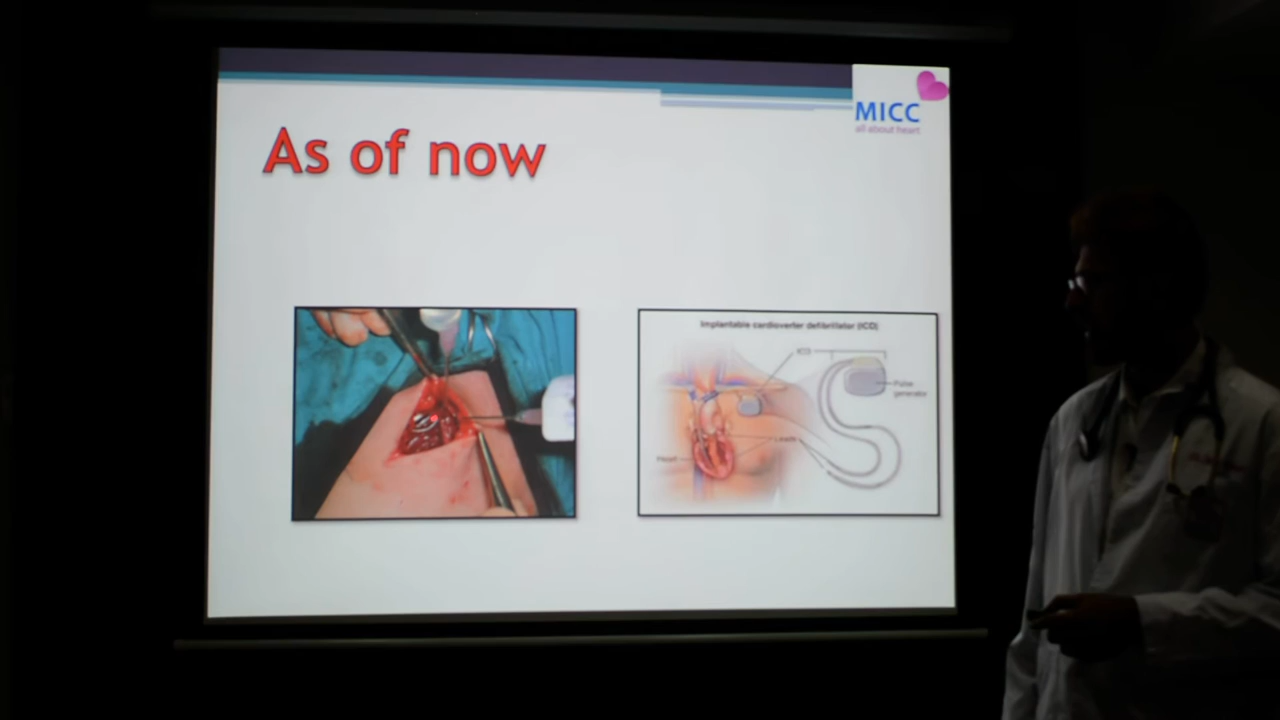 MICC
all about heart
As of now
Implantable cardioverter defibrillator (ICD)
ICD
Pulse
generator
Leads
Heart